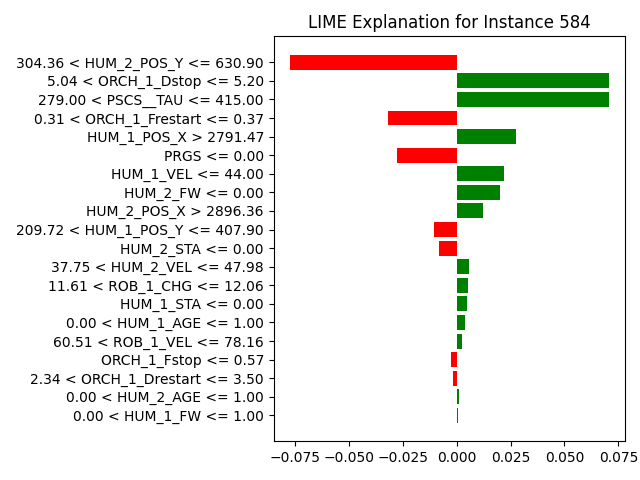 LIME Explanation for Instance 584
304.36 < HUM_2_POS_Y <= 630.90
5.04 < ORCH_1_Dstop <= 5.20
279.00 < PSCS__TAU <= 415.00
0.31 < ORCH_1_Frestart <= 0.37
HUM_1_POS_X > 2791.47
PRGS <= 0.00
HUM_1_VEL <= 44.00
HUM_2_FW <= 0.00
HUM_2_POS_X > 2896.36
209.72 < HUM_1_POS_Y <= 407.90
HUM_2_STA <= 0.00
37.75 < HUM_2_VEL <= 47.98
11.61 < ROB_1_CHG <= 12.06
HUM_1_STA <= 0.00
0.00 < HUM_1_AGE <= 1.00
60.51 < ROB_1_VEL <= 78.16
ORCH_1_Fstop <= 0.57
2.34 < ORCH_1_Drestart <= 3.50
0.00 < HUM_2_AGE <= 1.00
0.00 < HUM_1_FW <= 1.00
−0.075 −0.050 −0.025 0.000 0.025 0.050 0.075